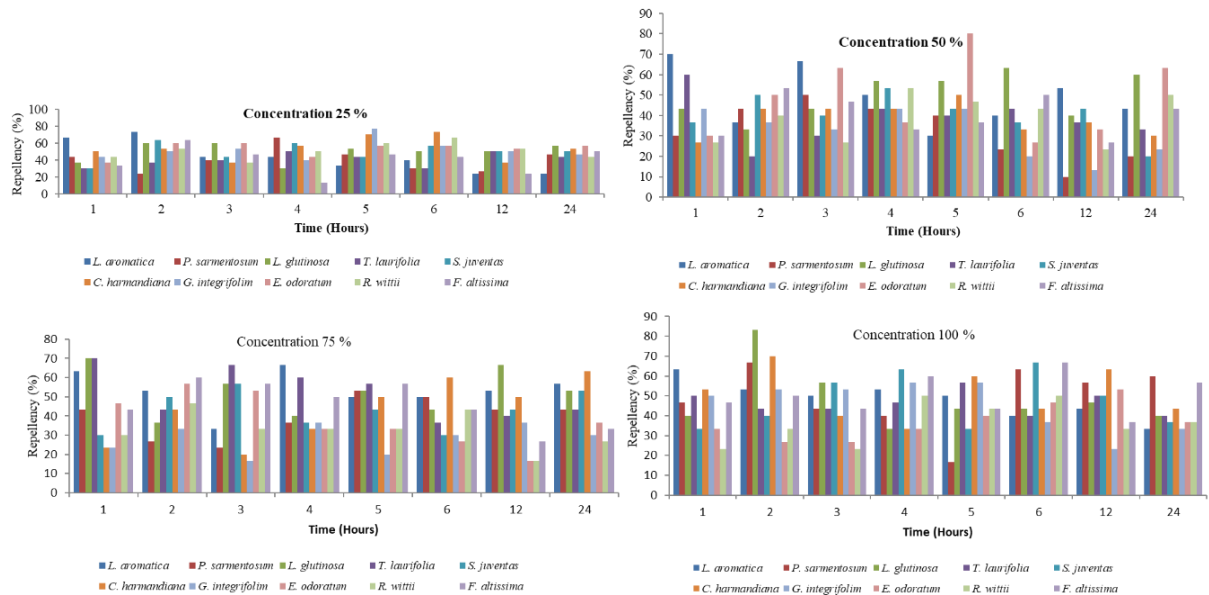 Concentration 25 %
Repellency (%)
100
80
60
40
20
0
1 2 3 4 5 6 12 24
Time (Hours)
L. aromatica P. sarmentosum L. glutinosa T. laurifolia S. juventas
C. harmandiana G. integrifolim E. odoratum R. wittii F. altissima
Concentration 50 %
Repellency (%)
90
80
70
60
50
40
30
20
10
0
1 2 3 4 5 6 12 24
Time (Hours)
L. aromatica P. sarmentosum L. glutinosa T. laurifolia S. juventas
C. harmandiana G. integrifolim E. odoratum R. wittii F. altissima
Concentration 75 %
Repellency (%)
80
70
60
50
40
30
20
10
0
1 2 3 4 5 6 12 24
Time (Hours)
L. aromatica P. sarmentosum L. glutinosa T. laurifolia S. juventas
C. harmandiana G. integrifolim E. odoratum R. wittii F. altissima
Concentration 100 %
Repellency (%)
90
80
70
60
50
40
30
20
10
0
1 2 3 4 5 6 12 24
Time (Hours)
L. aromatica P. sarmentosum L. glutinosa T. laurifolia S. juventas
C. harmandiana G. integrifolim E. odoratum R. wittii F. altissima